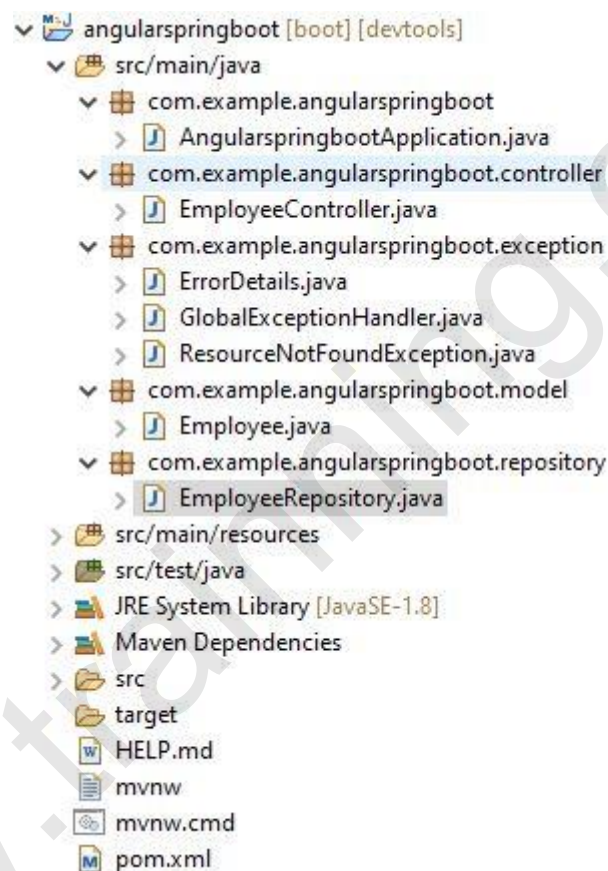 angularspringboot [boot] [devtools]
src/main/java
com.example.angularspringboot
AngularspringbootApplication.java
com.example.angularspringboot.controller
EmployeeController.java
com.example.angularspringboot.exception
ErrorDetails.java
GlobalExceptionHandler.java
ResourceNotFoundException.java
com.example.angularspringboot.model
Employee.java
com.example.angularspringboot.repository
EmployeeRepository.java
src/main/resources
src/test/java
JRE System Library [JavaSE-1.8]
Maven Dependencies
src
target
HELP.md
mvnw
mvnw.cmd
pom.xml